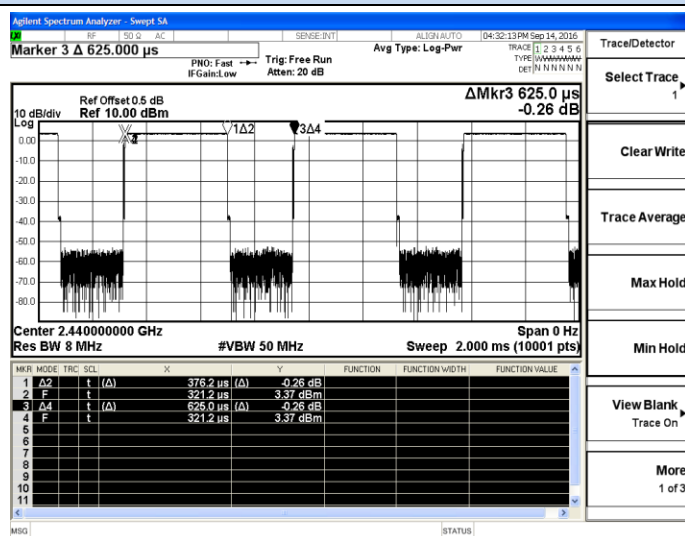 Agilent Spectrum Analyzer - Swept SA
LXI RF 50 Ω AC SENSE:INT ALIGN AUTO 04:32:13 PM Sep 14, 2016
Marker 3 Δ 625.000 µs
PNO: Fast
IFGain:Low
Trig: Free Run
Atten: 20 dB
Avg Type: Log-Pwr
TRACE 1 2 3 4 5 6
TYPE WWWWWW
DET N N N N N N
ΔMkr3 625.0 µs
-0.26 dB
Ref Offset 0.5 dB
10 dB/div Ref 10.00 dBm
Log
0.00
-10.0
-20.0
-30.0
-40.0
-50.0
-60.0
-70.0
-80.0
1Δ2
3Δ4
Center 2.440000000 GHz Span 0 Hz
Res BW 8 MHz #VBW 50 MHz Sweep 2.000 ms (10001 pts)
MKR MODE TRC SCL X Y FUNCTION FUNCTION WIDTH FUNCTION VALUE
1 Δ2 t (Δ) 376.2 µs (Δ) -0.26 dB
2 F t 321.2 µs 3.37 dBm
3 Δ4 t (Δ) 625.0 µs (Δ) -0.26 dB
4 F t 321.2 µs 3.37 dBm
5
6
7
8
9
10
11
MSG STATUS
Trace/Detector
Select Trace
1
Clear Write
Trace Average
Max Hold
Min Hold
View Blank
Trace On
More
1 of 3